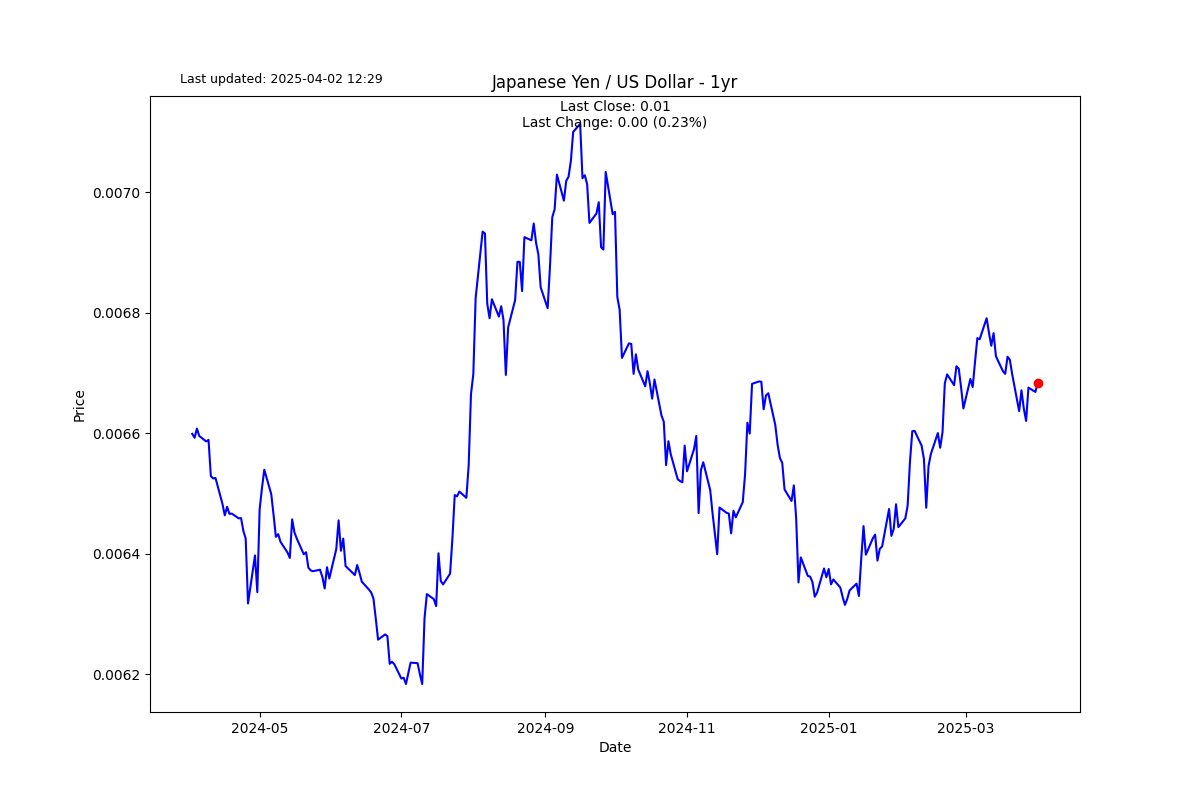 Last updated: 2025-04-02 12:29
Japanese Yen / US Dollar - 1yr
Last Close: 0.01
Last Change: 0.00 (0.23%)
Price
0.0070
0.0068
0.0066
0.0064
0.0062
2024-05
2024-07
2024-09
2024-11
2025-01
2025-03
Date